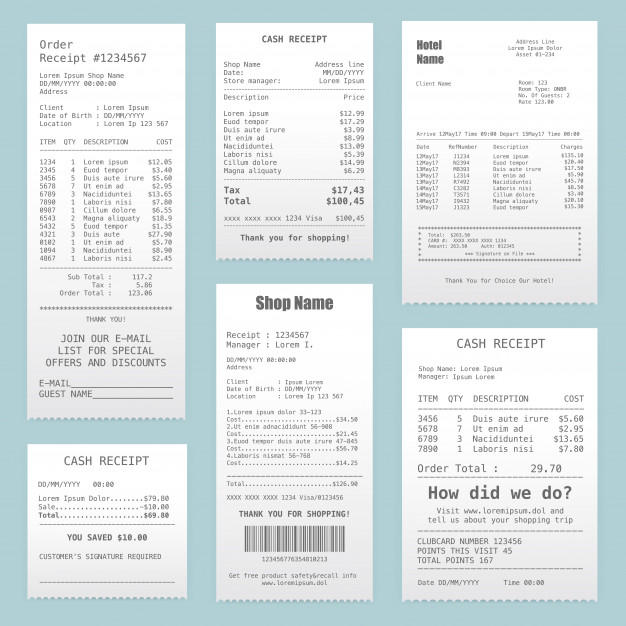 Order
Receipt #1234567
Lorem Ipsum Shop Name
DD/MM/YYYY 00:00:00
Address
Client : Lorem Ipsum
Date of Birth : DD/MM/YYYY
Location : Lorem Ip 123 567
ITEM QTY DESCRIPTION COST
1234 1 Lorem ipsum $12.05
2345 4 Euod tempor $3.40
3456 5 Duis aute irure $5.60
5678 7 Ut enim ad $2.95
6789 3 Nacididuntei $8.50
7890 1 Laboris nisi $7.80
0987 1 Cillum dolore $6.55
6543 2 Magna aliquaty $18.9
5432 5 Euod tempor $1.35
4321 3 Duis aute $27.90
0102 1 Ut enim ad $5.70
1094 3 Nacididuntei $8.90
4867 1 Laboris nisi $2.45
Sub Total : 117.2
Tax : 5.86
Order Total : 123.06
THANK YOU!
JOIN OUR E-MAIL
LIST FOR SPECIAL
OFFERS AND DISCOUNTS
E-MAIL
GUEST NAME
CASH RECEIPT
DD/MM/YYYY 00:00
Lorem Ipsum Dolor.......$79.80
Sale....................-$10.00
Total...................$69.80
YOU SAVED $10.00
CUSTOMER'S SIGNATURE REQUIRED
CASH RECEIPT
Shop Name Address line
Date: MM/DD/YYYY
Store manager: Lorem Ipsum
Description Price
Lorem ipsum $12.99
Euod tempor $17.29
Duis aute irure $3.99
Ut enim ad $8.99
Nacididuntei $10.99
Laboris nisi $5.39
Cillum dolore $14.99
Magna aliquaty $6.29
Tax $17,43
Total $100,45
xxxx xxxx xxxx 1234 Visa $100,45
Thank you for shopping!
Shop Name
Receipt : 1234567
Manager : Lorem I.
DD/MM/YYYY 00:00:00
Address
Client : Ipsum Lorem
Date of Birth : DD/MM/YYYY
Location : Lorem Ip 123 567
1.Lorem ipsum dolor 33-123
Cost........................$34.50
2.Ut enim adnacididunt 56-908
Cost........................$21.45
3.Euod tempor duis aute irure 47-845
Cost........................$56.70
4.Laboris nismat 56-768
Cost........................$14.25
Total.......................$126.90
XXXX XXXX XXXX 1234 Visa/0123456
THANK YOU FOR SHOPPING!
123456776354810213
Get free product safety&recall info
www.loremipsum.dol
Hotel
Name
Address Line
Lorem Ipsum Dolor
Asset 01-234
Client Name
Room: 123
Room Type: DNBR
No. Of Guests: 2
Rate 123.00
Arrive 12May17 Time 09:00 Depart 15May17 Time 00:00
Date RefNumber Description Charges
12May17 J1234 Lorem ipsum $135.10
12May17 N2394 Euod tempor $20.40
13May17 M8393 Duis aute irure $17.50
13May17 L2314 Ut enim ad $90.95
13May17 R7492 Nacididuntei $45.70
14May17 C3282 Laboris nisi $8.50
14May17 T3571 Cillum dolore $3.40
14May17 I9432 Magna aliquaty $20.10
15May17 J1323 Euod tempor $15.30
Total: $263.50
CARD #: XXXX XXXX XXXX 1234
Amount: 263.50 Auth: 012345
*** Signature on File ***
Thank You for Choice Our Hotel!
CASH RECEIPT
Shop Name: Lorem Ipsum
Manager: Ipsum Lorem
ITEM QTY DESCRIPTION COST
3456 5 Duis aute irure $5.60
5678 7 Ut enim ad $2.95
6789 3 Nacididuntei $13.65
7890 1 Laboris nisi $7.80
Order Total : 29.70
How did we do?
Visit www.loremipsum.dol and
tell us about your shopping trip
CLUBCARD NUMBER 123456
POINTS THIS VISIT 45
TOTAL POINTS 167
Date DD/MM/YYYY Time 00:00